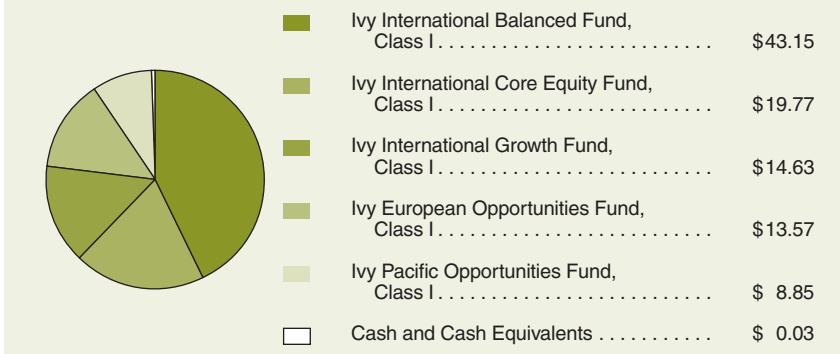 Ivy International Balanced Fund,
Class I . . . . . . . . . . . . . . . . . . . . . . . . . . $43.15
Ivy International Core Equity Fund,
Class I . . . . . . . . . . . . . . . . . . . . . . . . . . $19.77
Ivy International Growth Fund,
Class I . . . . . . . . . . . . . . . . . . . . . . . . . . $14.63
Ivy European Opportunities Fund,
Class I . . . . . . . . . . . . . . . . . . . . . . . . . . $13.57
Ivy Pacific Opportunities Fund,
Class I . . . . . . . . . . . . . . . . . . . . . . . . . . $ 8.85
Cash and Cash Equivalents . . . . . . . . . . . $ 0.03